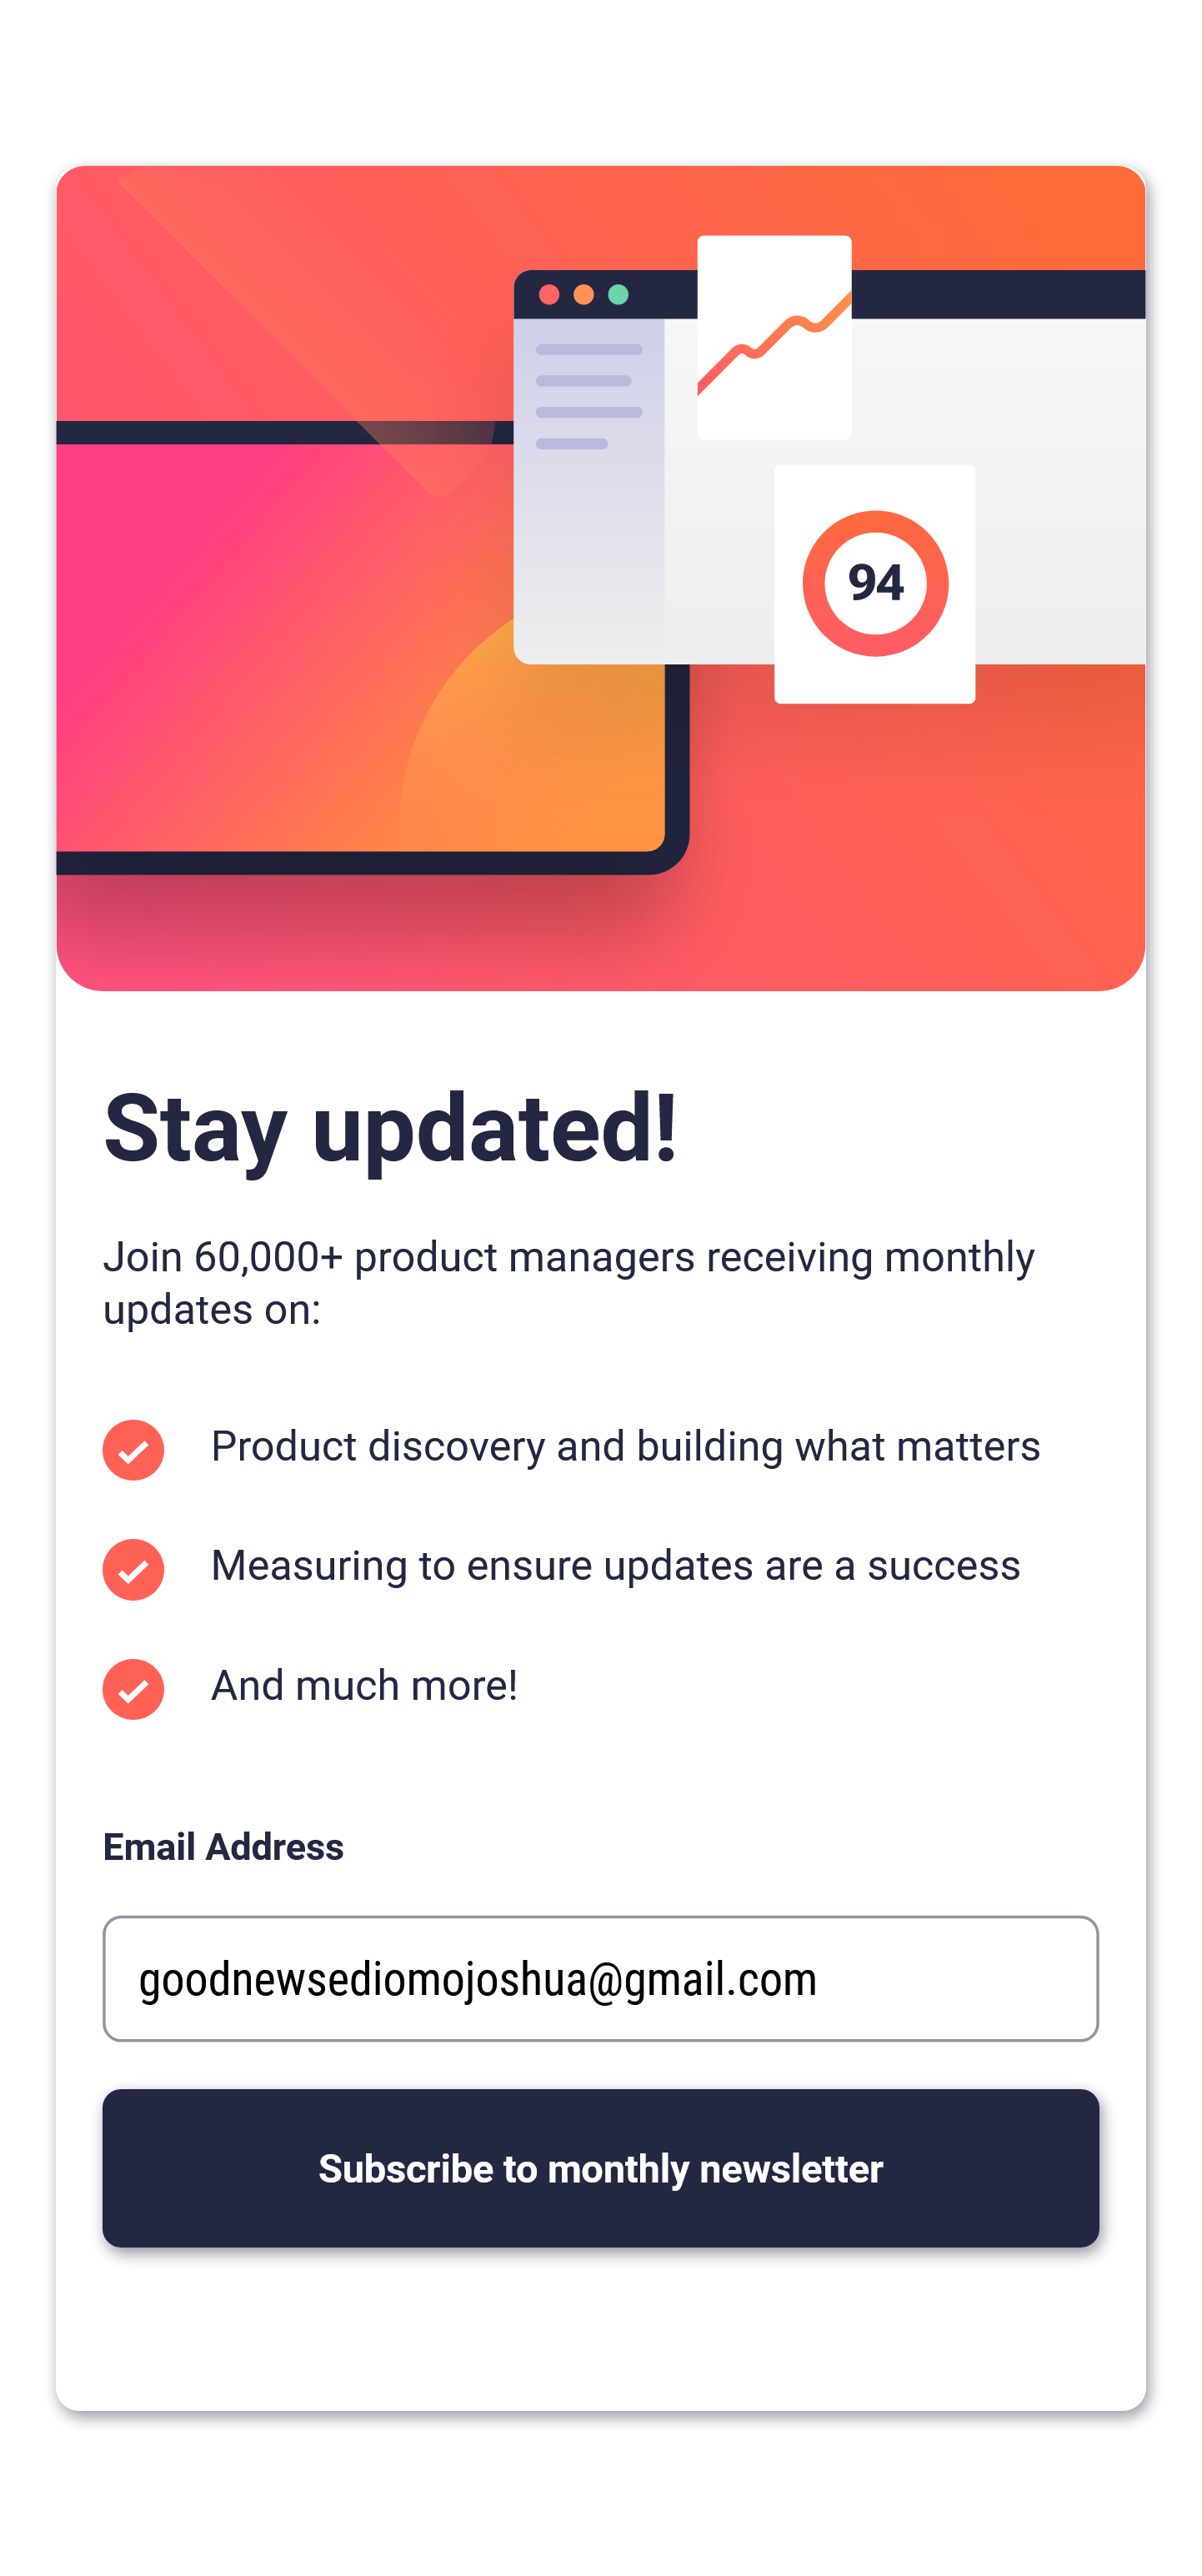 94
Stay updated!
Join 60,000+ product managers receiving monthly
updates on:
Product discovery and building what matters
Measuring to ensure updates are a success
And much more!
Email Address
goodnewsediomojoshua@gmail.com
Subscribe to monthly newsletter